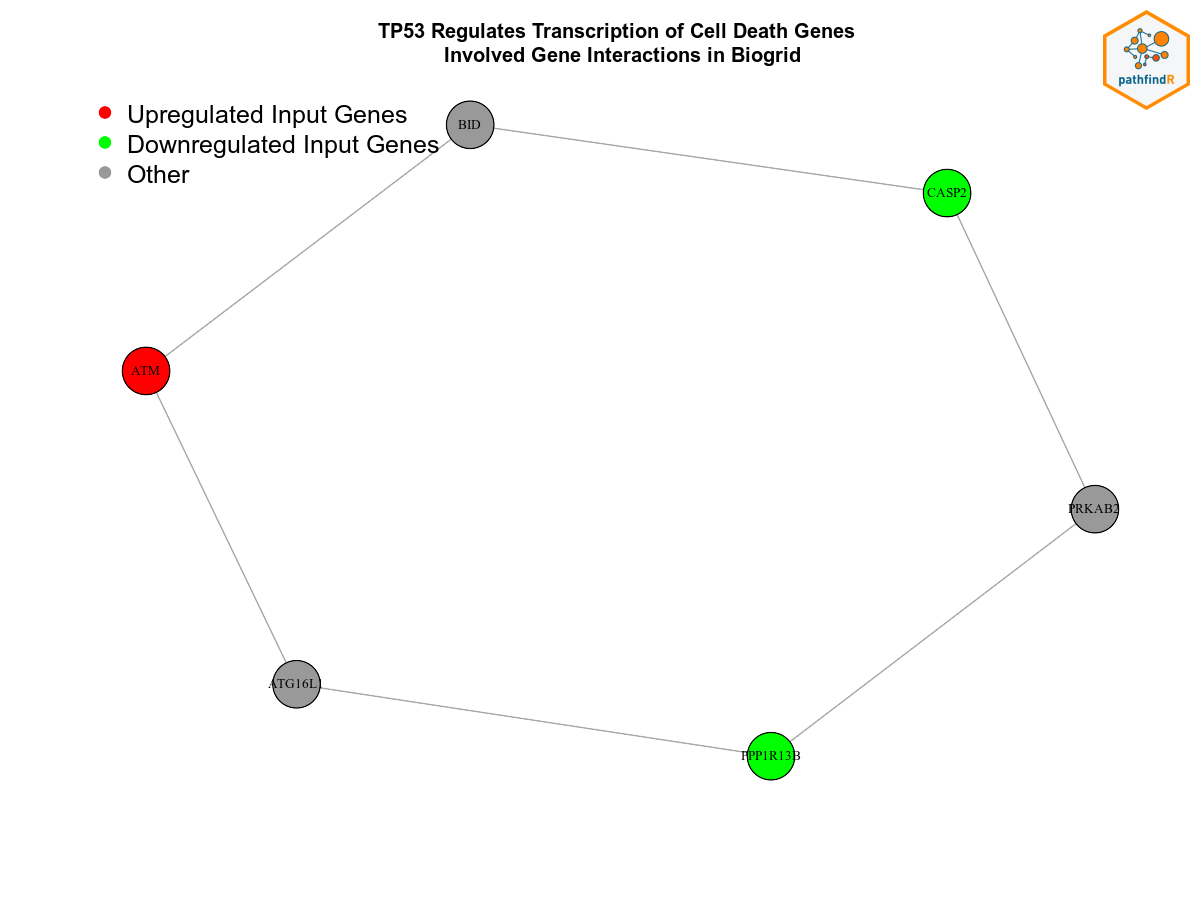 TP53 Regulates Transcription of Cell Death Genes
Involved Gene Interactions in Biogrid
pathfindR
Upregulated Input Genes
Downregulated Input Genes
Other
BID
CASP2
ATM
PRKAB2
ATG16L1
PPP1R13B